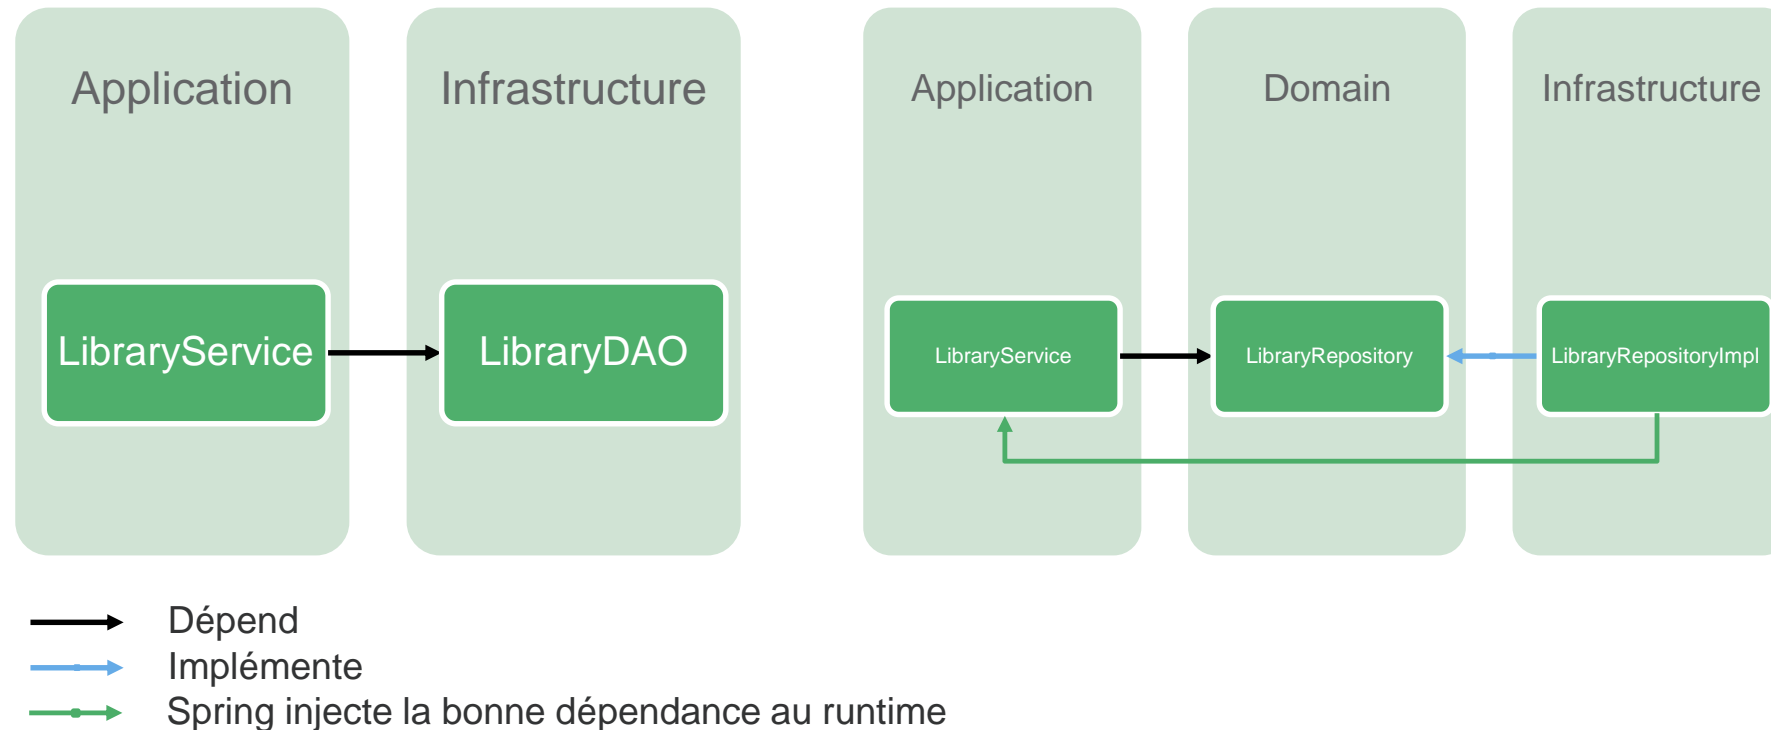 Application
Infrastructure
LibraryService
LibraryDAO
Application
Domain
Infrastructure
LibraryService
LibraryRepository
LibraryRepositoryImpl
Dépend
Implémente
Spring injecte la bonne dépendance au runtime